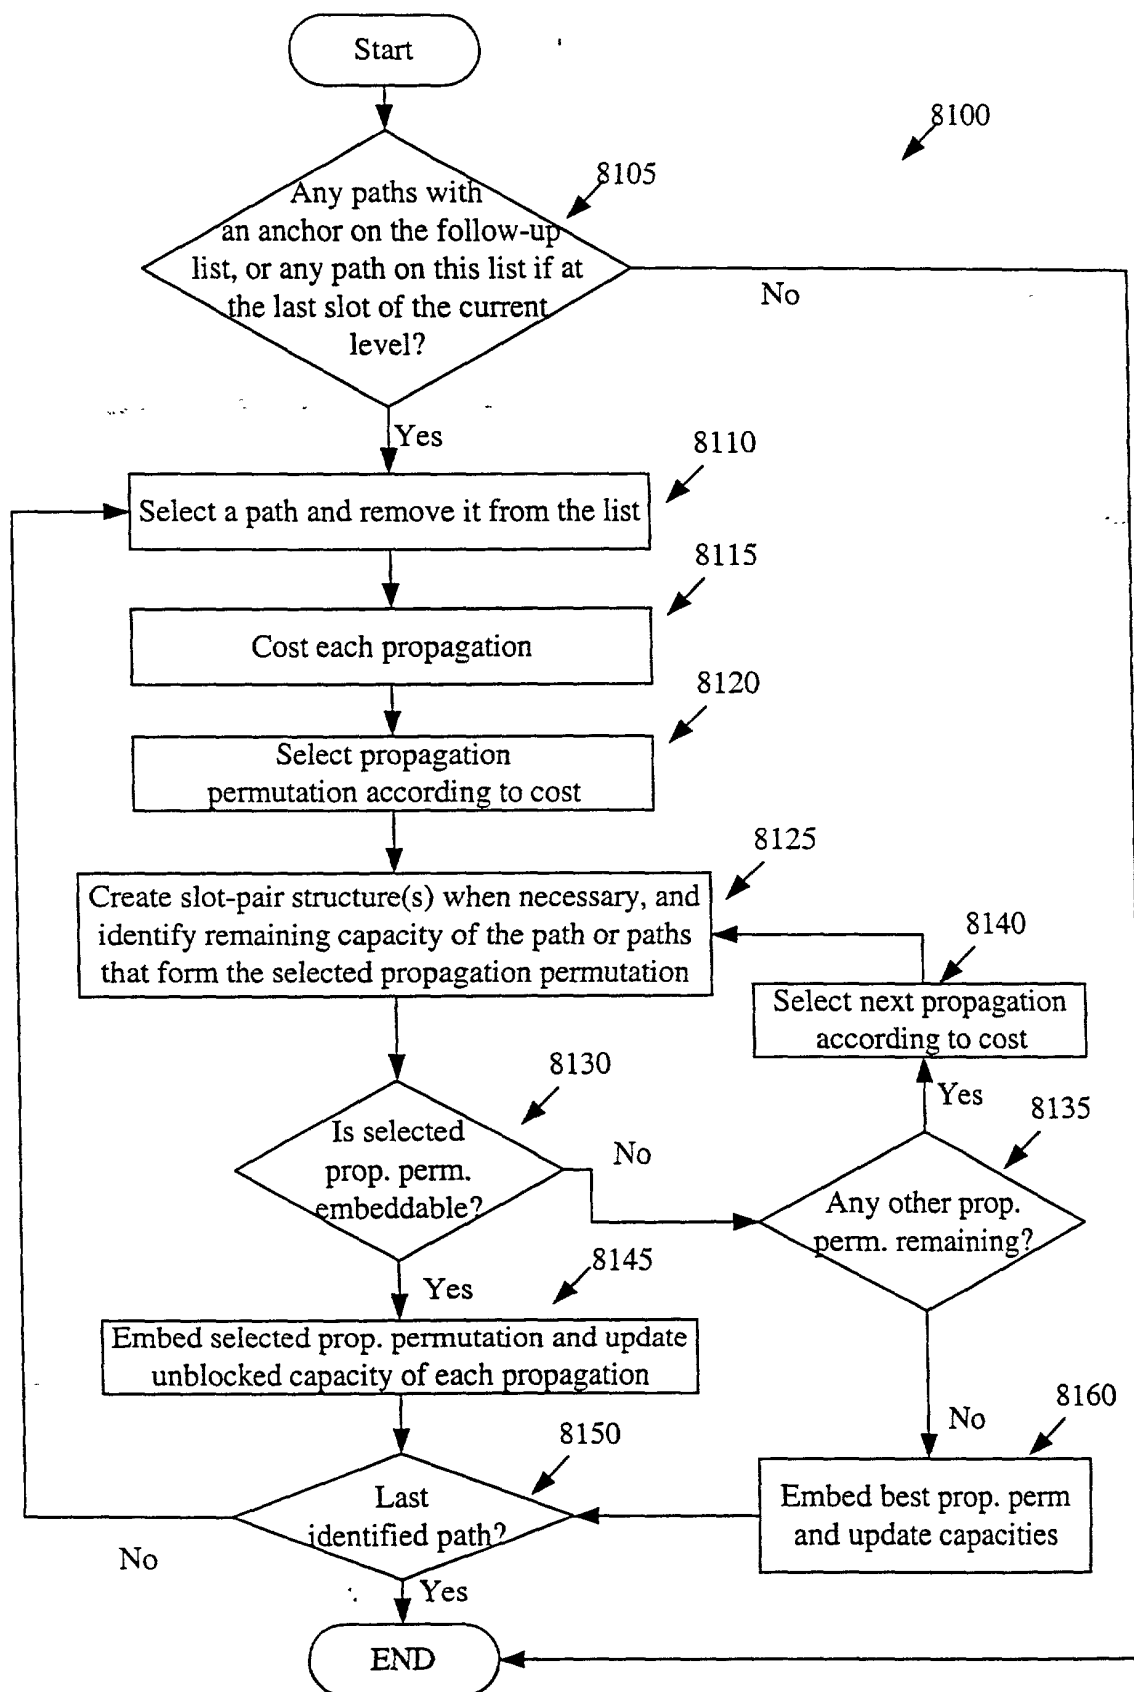 Start
8100
8105
Any paths with
an anchor on the follow-up
list, or any path on this list if at
the last slot of the current
level?
No
Yes
8110
Select a path and remove it from the list
8115
Cost each propagation
8120
Select propagation
permutation according to cost
8125
Create slot-pair structure(s) when necessary, and
identify remaining capacity of the path or paths
that form the selected propagation permutation
8140
Select next propagation
according to cost
Yes
8130
Is selected
prop. perm.
embeddable?
No
8135
Any other prop.
perm. remaining?
Yes
8145
Embed selected prop. permutation and update
unblocked capacity of each propagation
No
8160
Embed best prop. perm
and update capacities
8150
Last
identified path?
No
Yes
END